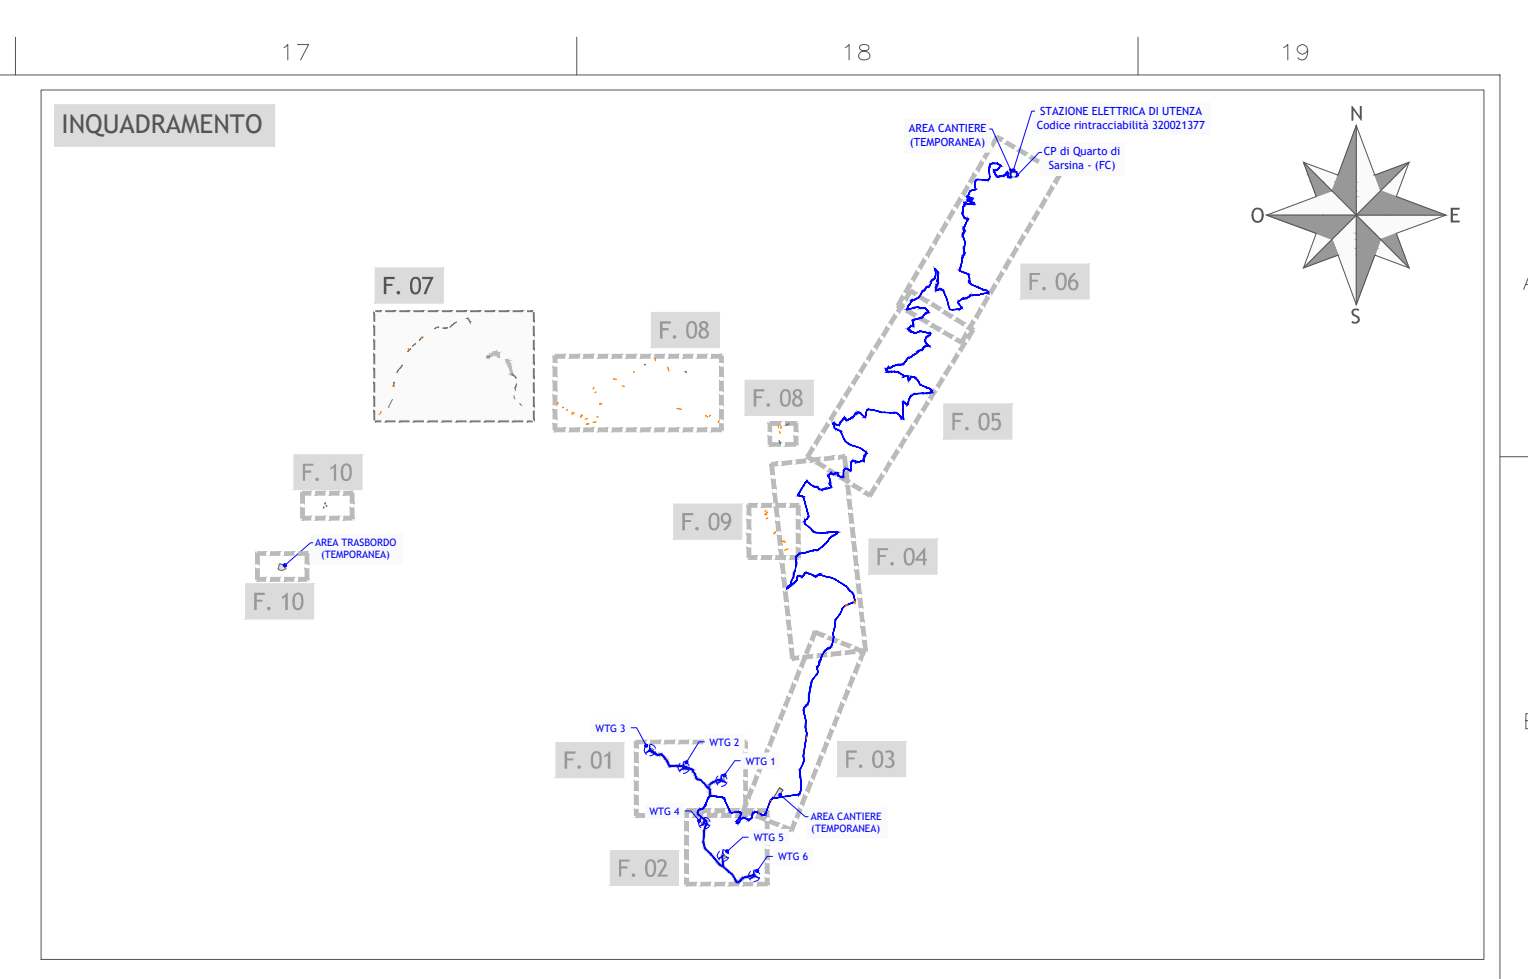 17
18
19
INQUADRAMENTO
STAZIONE ELETTRICA DI UTENZA
Codice rintracciabilità 320021377
AREA CANTIERE
(TEMPORANEA)
CP di Quarto di
Sarsina - (FC)
N
O
E
S
A
F. 06
F. 07
F. 08
F. 08
F. 05
F. 10
F. 09
AREA TRASBORDO
(TEMPORANEA)
F. 04
F. 10
WTG 3
WTG 2
F. 01
WTG 1
F. 03
WTG 4
AREA CANTIERE
(TEMPORANEA)
WTG 5
WTG 6
F. 02